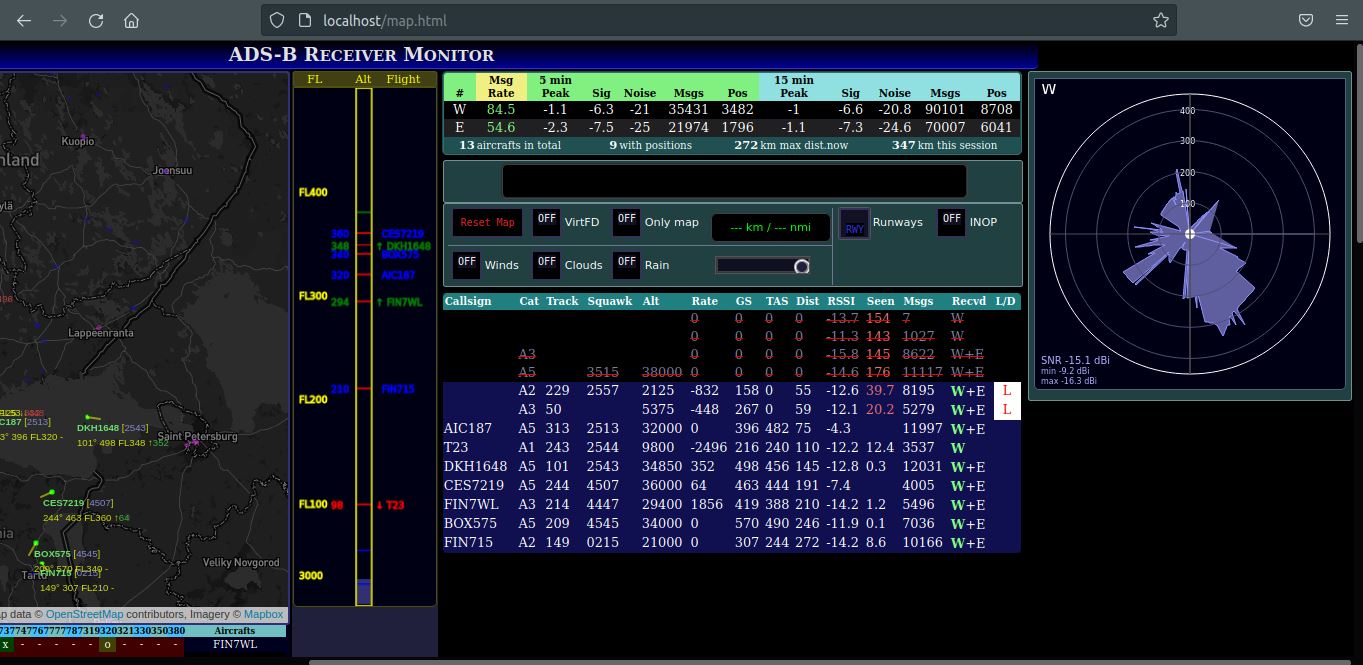 localhost/map.html
ADS-B Receiver Monitor
Kuopio
Joensuu
Lappeenranta
DKH1648 [2543]
101° 498 FL348 ↑352
Saint Petersburg
CES7219 [4507]
244° 463 FL360 ↑64
BOX575 [4545]
FIN715 [0215]
149° 307 FL210 -
Veliky Novgorod
© OpenStreetMap contributors, Imagery © Mapbox
Aircrafts
x - - - - - o - - - - FIN7WL
FL Alt Flight
FL400
360 CES7219
348 ↑ DKH1648
340 BOX575
320 AIC187
FL300
294 ↑ FIN7WL
210 FIN715
FL200
FL100 98 ↓ T23
3000
Msg 5 min 15 min
# Rate Peak Sig Noise Msgs Pos Peak Sig Noise Msgs Pos
W 84.5 -1.1 -6.3 -21 35431 3482 -1 -6.6 -20.8 90101 8708
E 54.6 -2.3 -7.5 -25 21974 1796 -1.1 -7.3 -24.6 70007 6041
13 aircrafts in total 9 with positions 272 km max dist.now 347 km this session
Reset Map OFF VirtFD OFF Only map --- km / --- nmi RWY Runways OFF INOP
OFF Winds OFF Clouds OFF Rain
Callsign Cat Track Squawk Alt Rate GS TAS Dist RSSI Seen Msgs Recvd L/D
0 0 0 0 -13.7 154 7 W
0 0 0 0 -11.3 143 1027 W
A3 0 0 0 0 -15.8 145 8622 W+E
A5 3515 38000 0 0 0 0 -14.6 176 11117 W+E
A2 229 2557 2125 -832 158 0 55 -12.6 39.7 8195 W+E L
A3 50 5375 -448 267 0 59 -12.1 20.2 5279 W+E L
AIC187 A5 313 2513 32000 0 396 482 75 -4.3 11997 W+E
T23 A1 243 2544 9800 -2496 216 240 110 -12.2 12.4 3537 W
DKH1648 A5 101 2543 34850 352 498 456 145 -12.8 0.3 12031 W+E
CES7219 A5 244 4507 36000 64 463 444 191 -7.4 4005 W+E
FIN7WL A3 214 4447 29400 1856 419 388 210 -14.2 1.2 5496 W+E
BOX575 A5 209 4545 34000 0 570 490 246 -11.9 0.1 7036 W+E
FIN715 A2 149 0215 21000 0 307 244 272 -14.2 8.6 10166 W+E
W
400
300
200
100
SNR -15.1 dBi
min -9.2 dBi
max -16.3 dBi